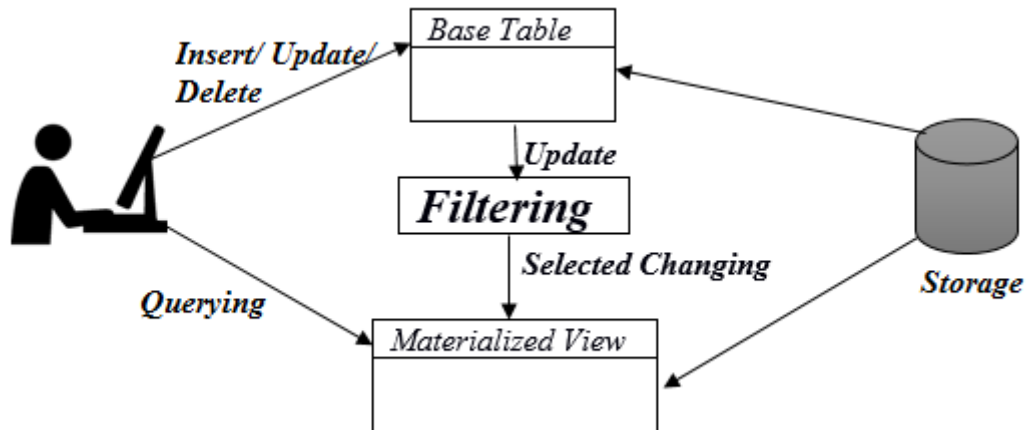 Base Table
Insert/ Update/
Delete
Update
Filtering
Selected Changing
Querying
Storage
Materialized View